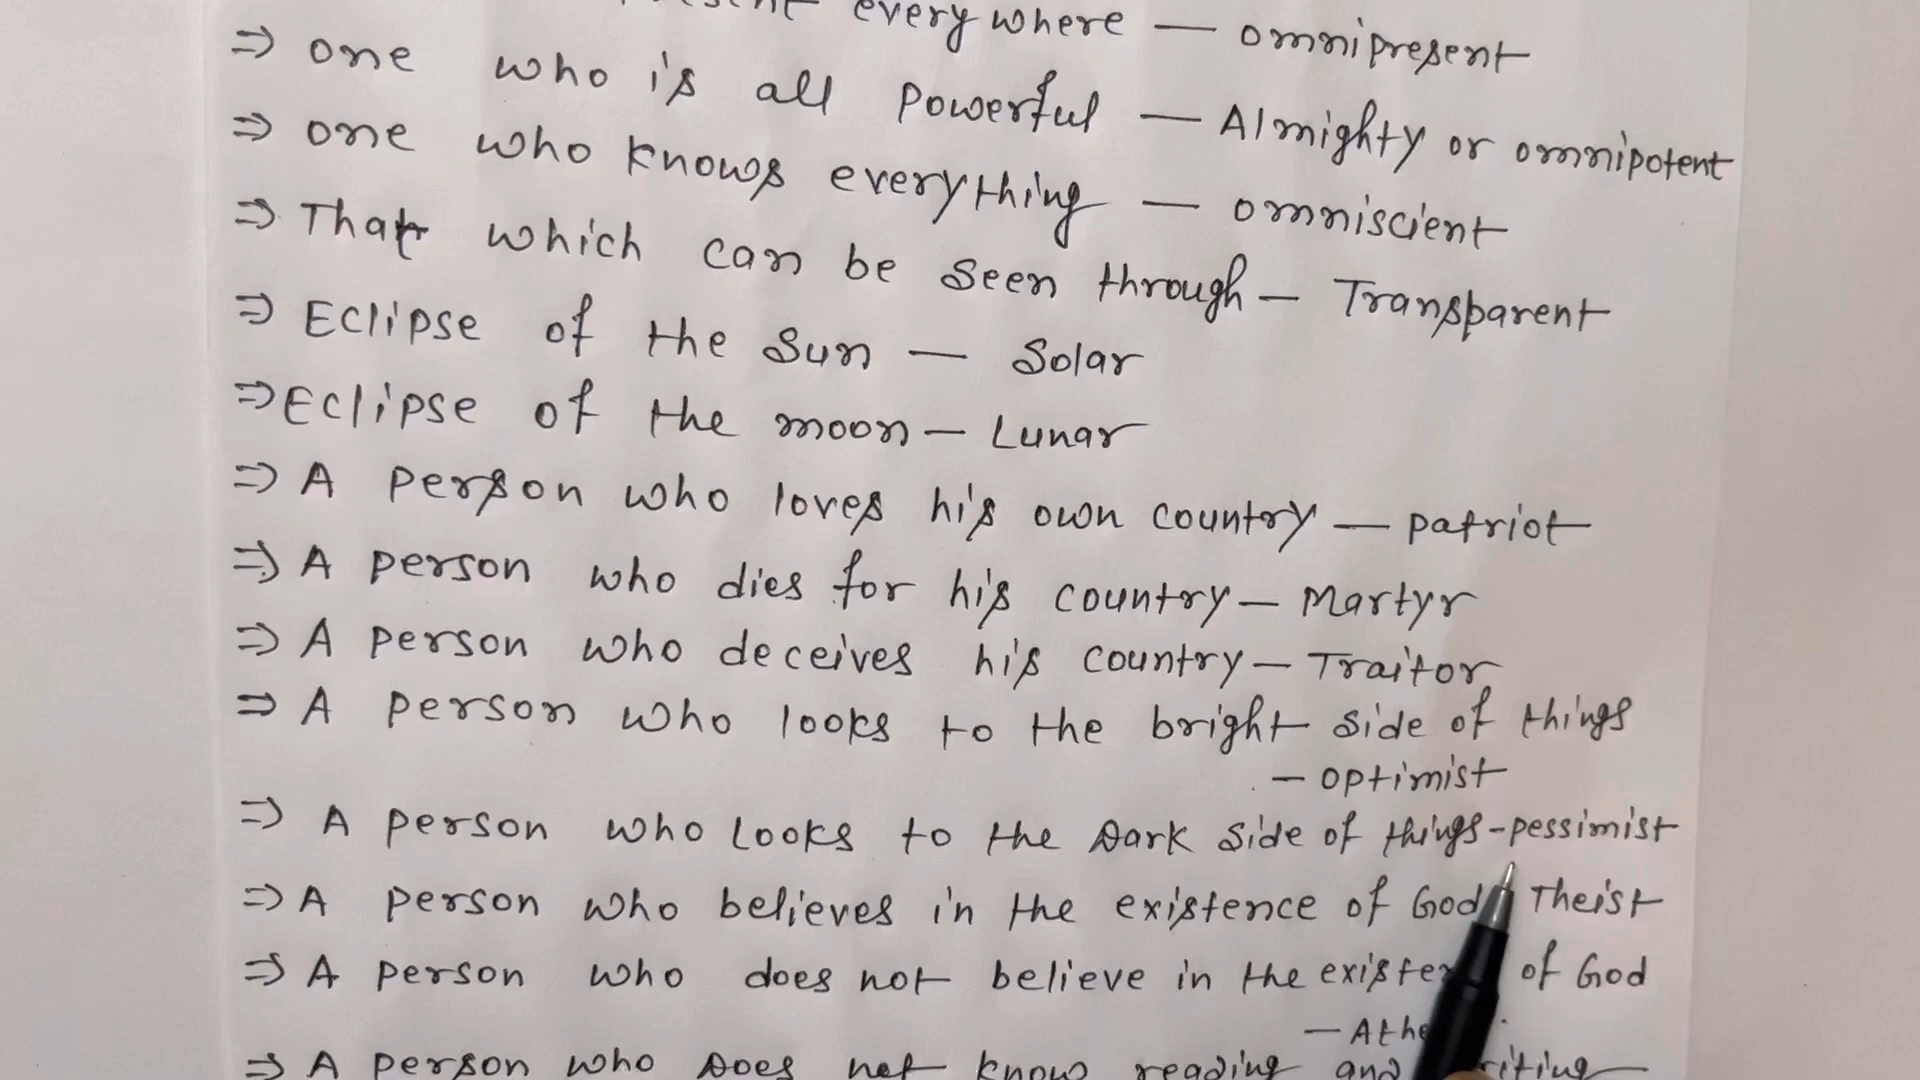 everywhere — omnipresent
⇒ one who is all powerful — Almighty or omnipotent
⇒ one who knows everything — omniscient
⇒ That which can be seen through — Transparent
⇒ Eclipse of the Sun — Solar
⇒ Eclipse of the moon — Lunar
⇒ A person who loves his own country — patriot
⇒ A person who dies for his country — Martyr
⇒ A person who deceives his country — Traitor
⇒ A person who looks to the bright side of things
— optimist
⇒ A person who Looks to the Dark side of things - pessimist
⇒ A person who believes in the existence of God Theist
⇒ A person who does not believe in the of God
—
⇒ A person who Does not know reading and